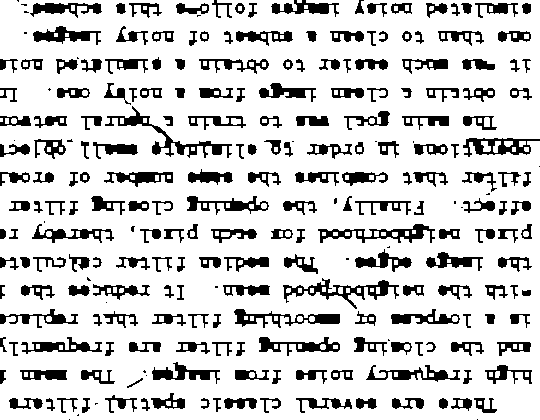 There are several classic spatial filters
high frequency noise from images. The mean
and the closing opening filter are frequently
is a lowpass or smoothing filter that replace
with the neighborhood mean. It reduces the i
the image edges. The median filter calculate
pixel neighborhood for each pixel, thereby re
effect. Finally, the opening closing filter
filter that combines the same number of erosi
operations in order to eliminate small object
The main goal was to train a neural networ
to obtain a clean image from a noisy one. In
it was much easier to obtain a simulated nois
one than to clean a subset of noisy images.
simulated noisy images follows this scheme: